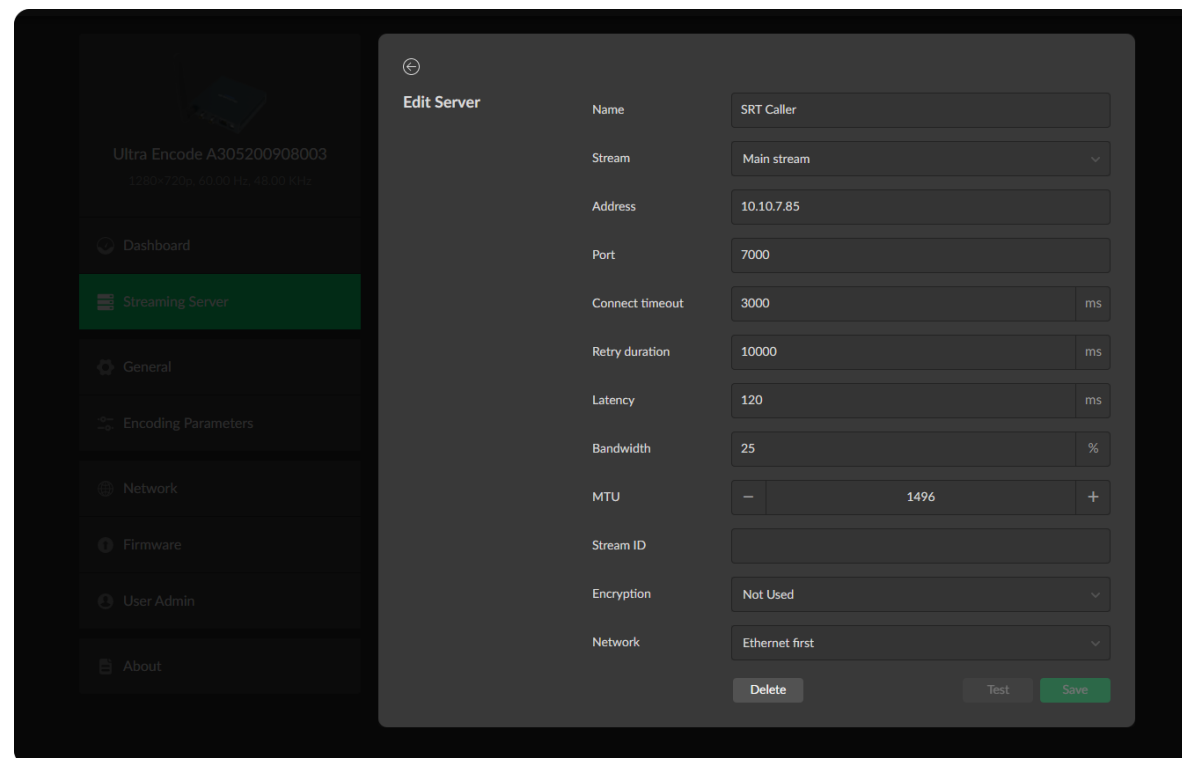 Ultra Encode A305200908003
1280×720p, 60.00 Hz, 48.00 KHz
Dashboard
Streaming Server
General
Encoding Parameters
Network
Firmware
User Admin
About
Edit Server
Name SRT Caller
Stream Main stream
Address 10.10.7.85
Port 7000
Connect timeout 3000 ms
Retry duration 10000 ms
Latency 120 ms
Bandwidth 25 %
MTU − 1496 +
Stream ID
Encryption Not Used
Network Ethernet first
Delete Test Save